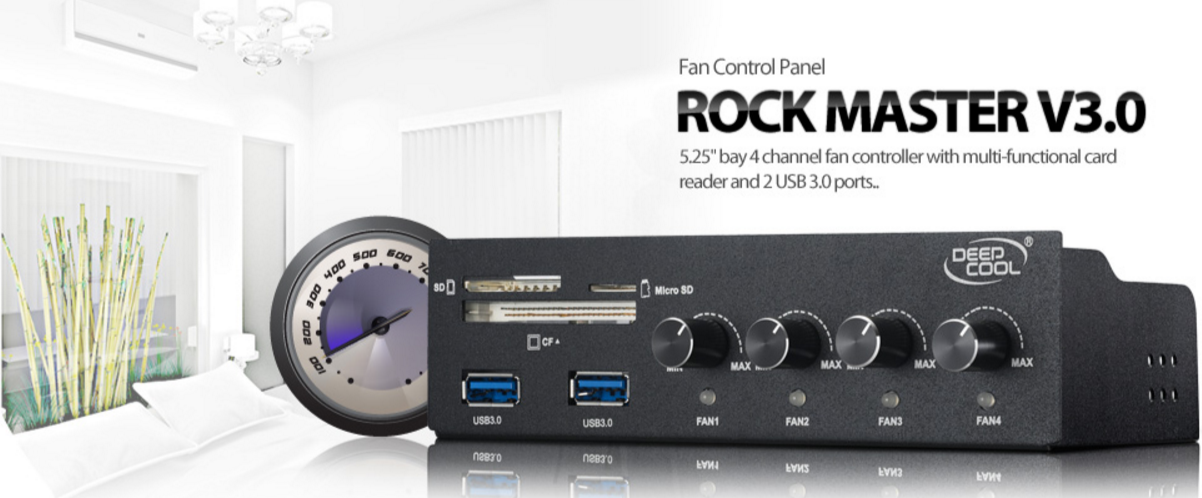 Fan Control Panel
ROCK MASTER V3.0
5.25" bay 4 channel fan controller with multi-functional card
reader and 2 USB 3.0 ports..
DEEP
COOL®
100 200 300 400 500 600
SD
Micro SD
CF
MIN MAX MAX MAX MAX
USB3.0 USB3.0 FAN1 FAN2 FAN3 FAN4